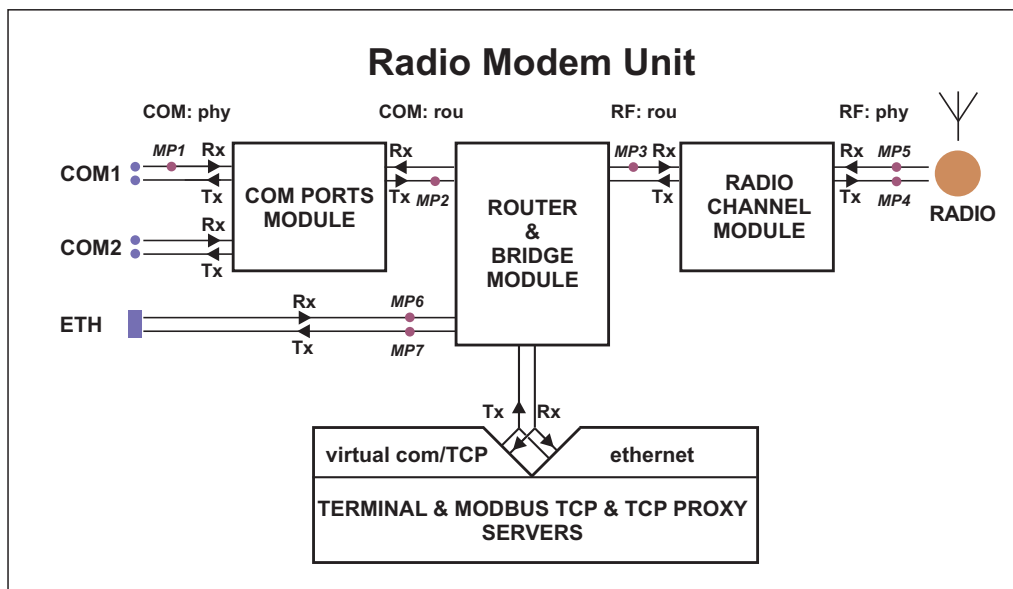 Radio Modem Unit
COM: phy
COM: rou
RF: rou
RF: phy
COM1
MP1
Rx
Tx
COM2
Rx
Tx
COM PORTS
MODULE
Rx
Tx
MP2
ROUTER
&
BRIDGE
MODULE
MP3
Rx
Tx
RADIO
CHANNEL
MODULE
Rx
MP5
Tx
MP4
RADIO
ETH
Rx
MP6
Tx
MP7
Tx
Rx
virtual com/TCP
ethernet
TERMINAL & MODBUS TCP & TCP PROXY
SERVERS